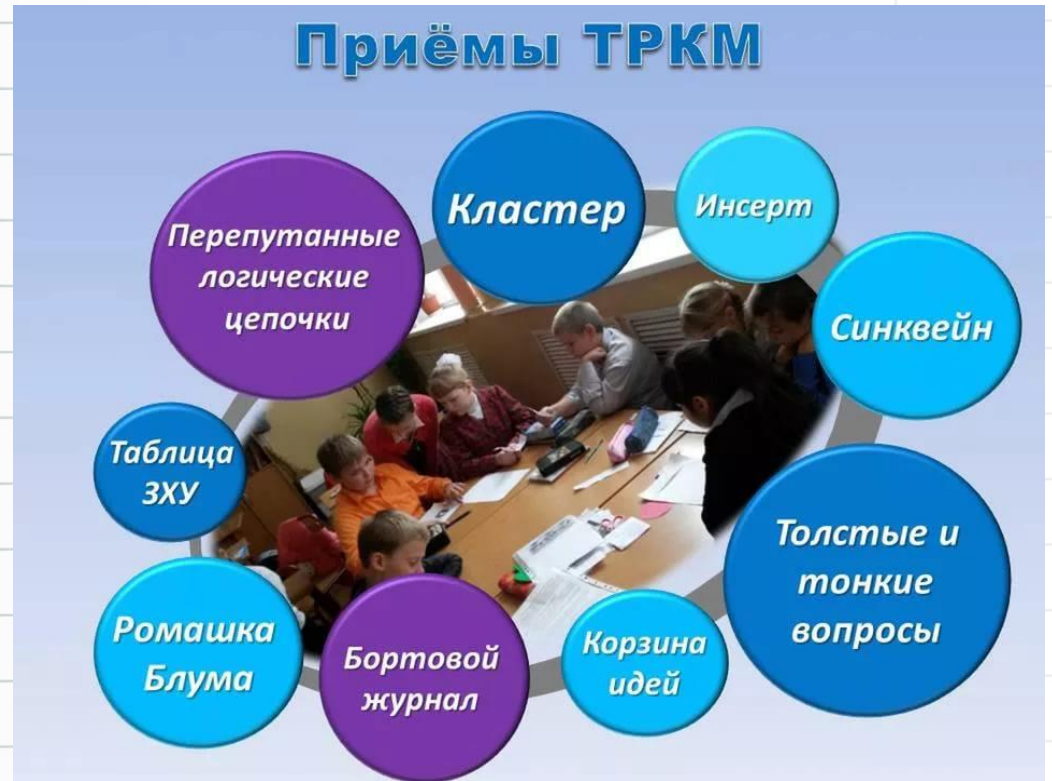 Приёмы ТРКМ
Кластер
Инсерт
Перепутанные
логические
цепочки
Синквейн
Таблица
ЗХУ
Толстые и
тонкие
вопросы
Ромашка
Блума
Бортовой
журнал
Корзина
идей